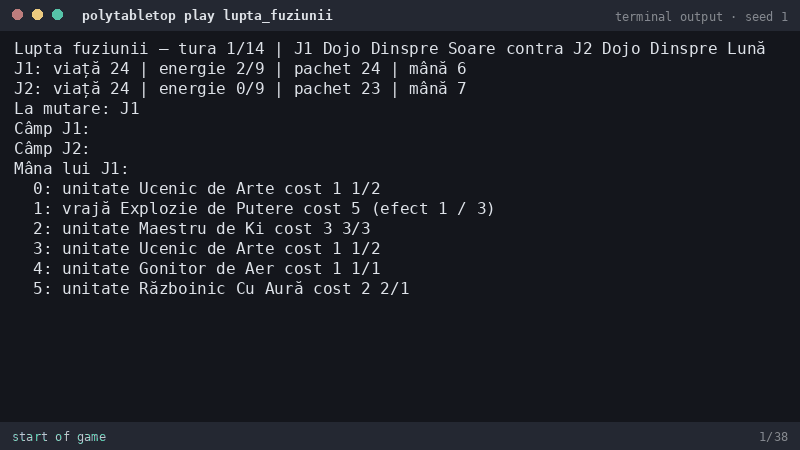 polytabletop play lupta_fuziunii
terminal output · seed 1
Lupta fuziunii — tura 1/14 | J1 Dojo Dinspre Soare contra J2 Dojo Dinspre Lună
J1: viață 24 | energie 2/9 | pachet 24 | mână 6
J2: viață 24 | energie 0/9 | pachet 23 | mână 7
La mutare: J1
Câmp J1:
Câmp J2:
Mâna lui J1:
0: unitate Ucenic de Arte cost 1 1/2
1: vrajă Explozie de Putere cost 5 (efect 1 / 3)
2: unitate Maestru de Ki cost 3 3/3
3: unitate Ucenic de Arte cost 1 1/2
4: unitate Gonitor de Aer cost 1 1/1
5: unitate Războinic Cu Aură cost 2 2/1
start of game
1/38